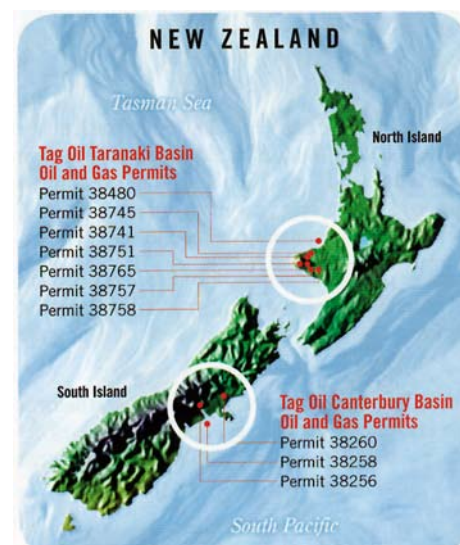 NEW ZEALAND
Tasman Sea
North Island
Tag Oil Taranaki Basin
Oil and Gas Permits
Permit 38480
Permit 38745
Permit 38741
Permit 38751
Permit 38765
Permit 38757
Permit 38758
South Island
Tag Oil Canterbury Basin
Oil and Gas Permits
Permit 38260
Permit 38258
Permit 38256
South Pacific